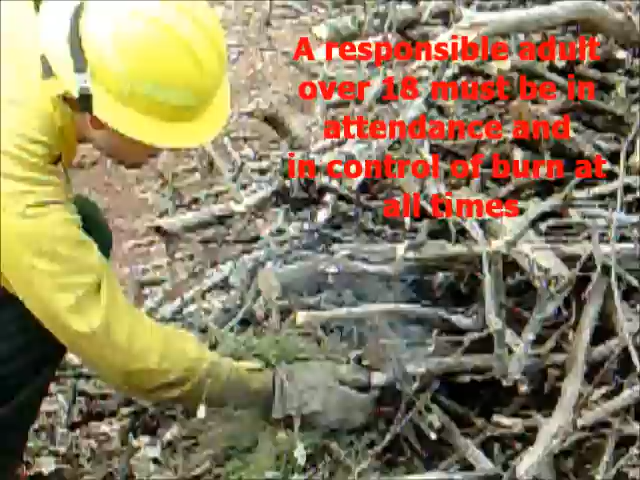 A responsible adult
over 18 must be in
attendance and
in control of burn at
all times